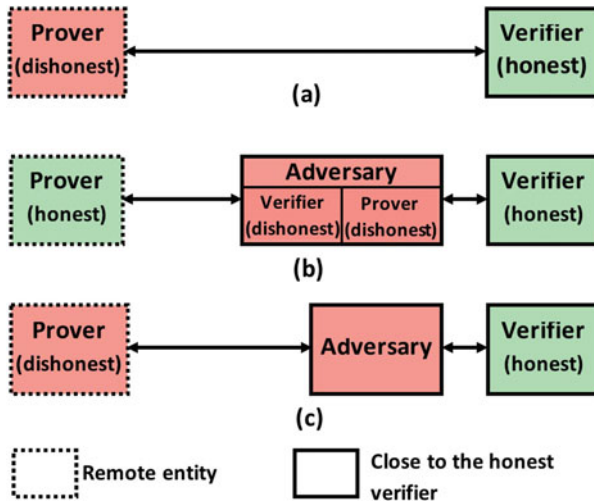 Prover
(dishonest)
Verifier
(honest)
(a)
Prover
(honest)
Adversary
Verifier
(dishonest)
Prover
(dishonest)
Verifier
(honest)
(b)
Prover
(dishonest)
Adversary
Verifier
(honest)
(c)
Remote entity
Close to the honest
verifier